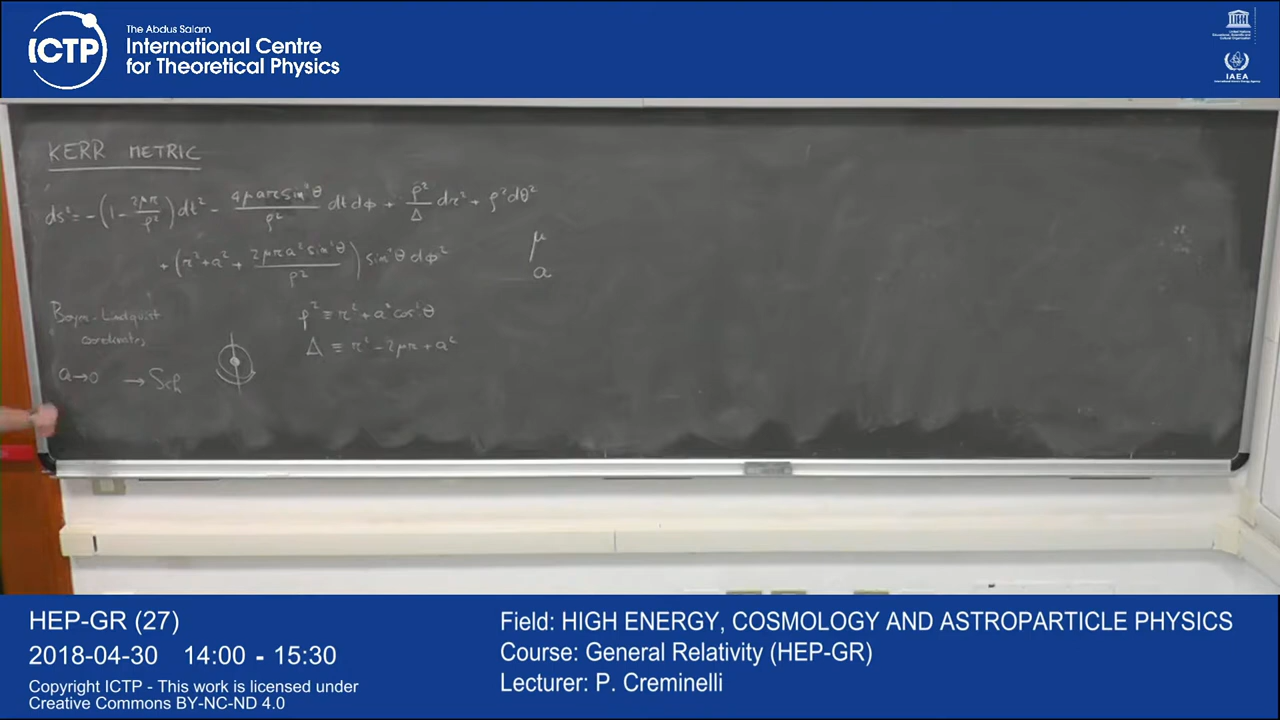 ICTP
The Abdus Salam
International Centre
for Theoretical Physics
IAEA
KERR METRIC
ds² = -(1 - 2μr/ρ²) dt² - 4μar sin²θ/ρ² dt dϕ + ρ²/Δ dr² + ρ² dθ²
+ (r² + a² + 2μra² sin²θ/ρ²) sin²θ dϕ²
μ
a
Boyer-Lindquist
coordinates
ρ² ≡ r² + a² cos²θ
Δ ≡ r² - 2μr + a²
a → 0 → Sch
HEP-GR (27)
2018-04-30 14:00 - 15:30
Copyright ICTP - This work is licensed under
Creative Commons BY-NC-ND 4.0
Field: HIGH ENERGY, COSMOLOGY AND ASTROPARTICLE PHYSICS
Course: General Relativity (HEP-GR)
Lecturer: P. Creminelli